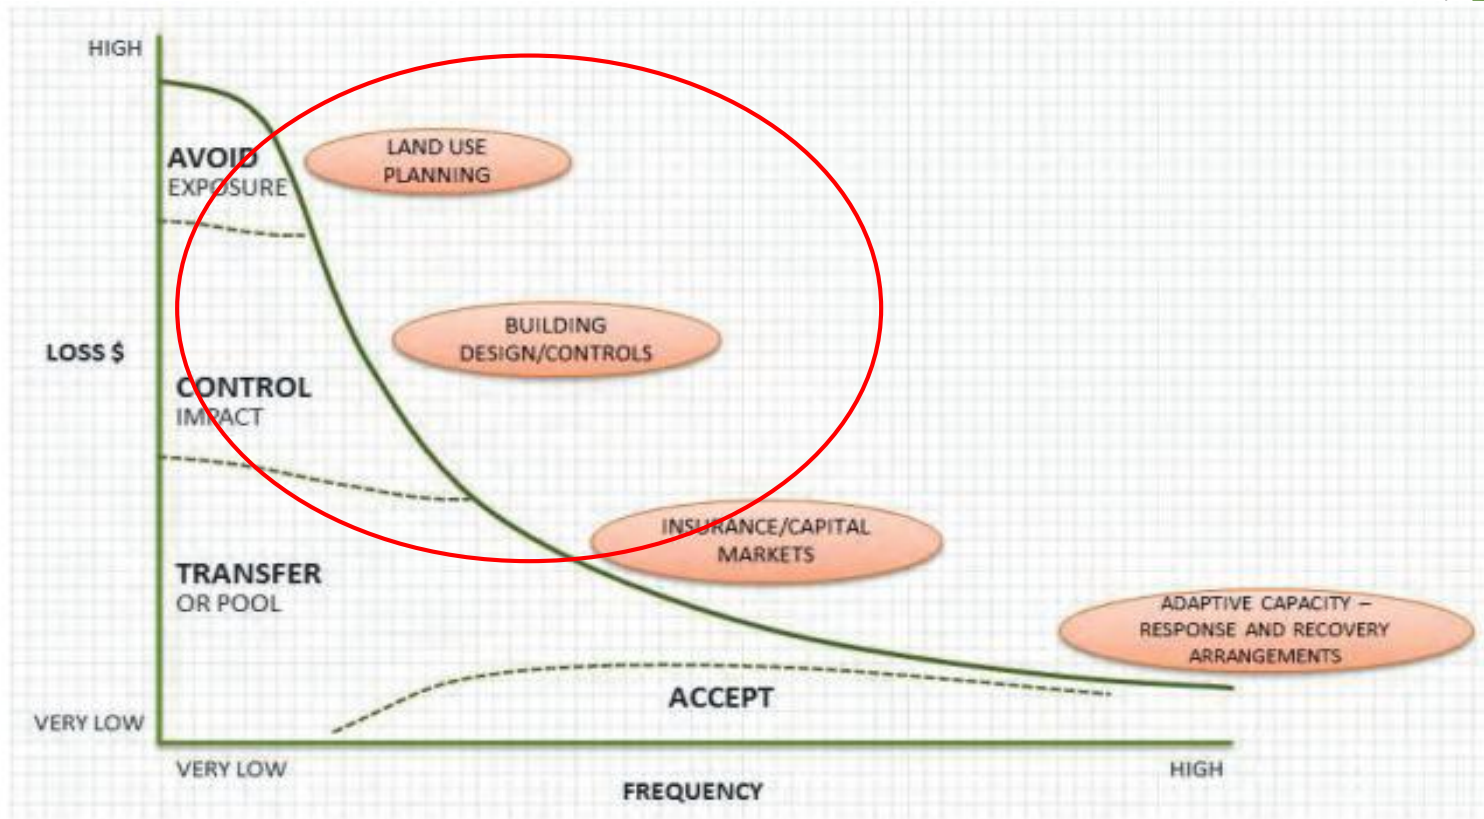 HIGH
AVOID
EXPOSURE
LAND USE
PLANNING
BUILDING
DESIGN/CONTROLS
LOSS $
CONTROL
IMPACT
INSURANCE/CAPITAL
MARKETS
TRANSFER
OR POOL
ADAPTIVE CAPACITY –
RESPONSE AND RECOVERY
ARRANGEMENTS
ACCEPT
VERY LOW
VERY LOW
HIGH
FREQUENCY